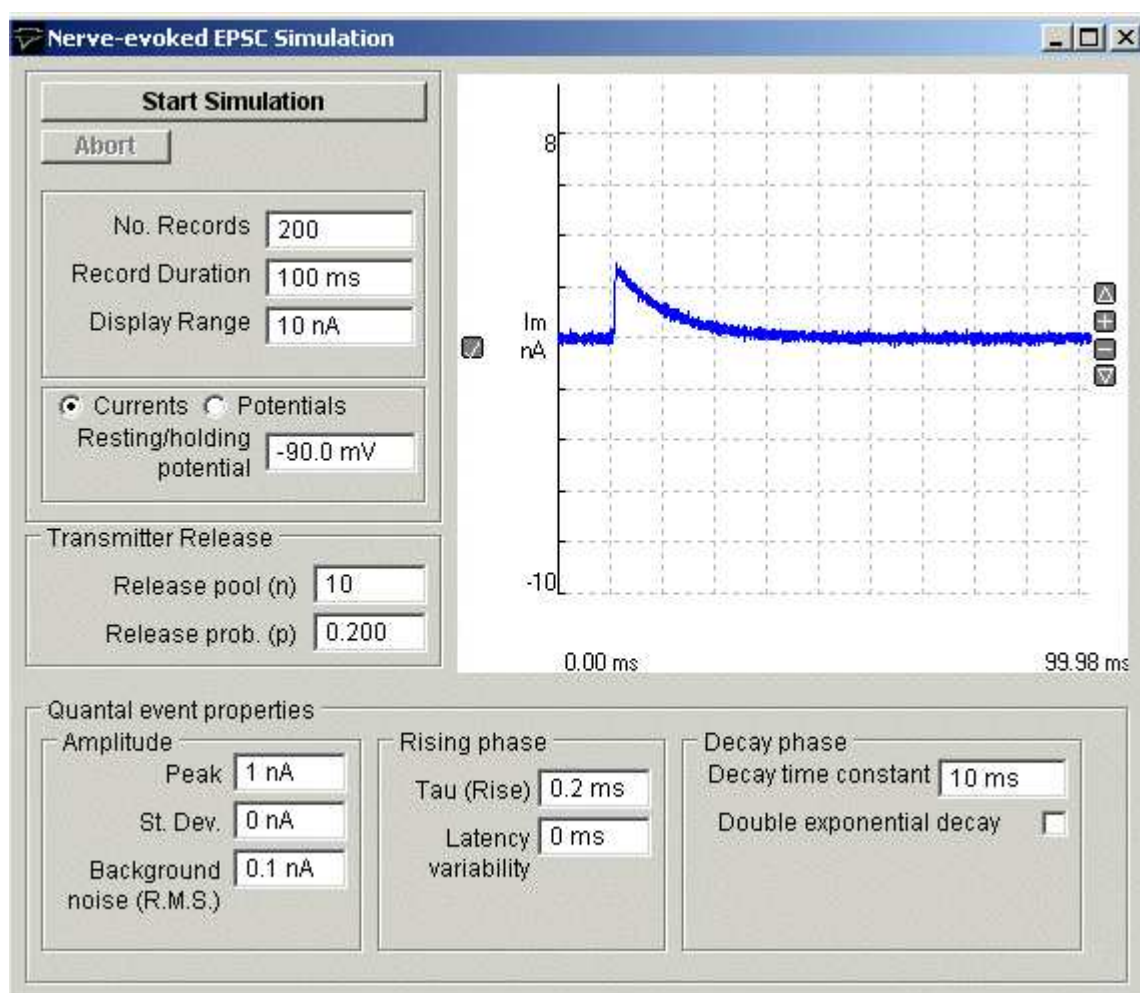 Nerve-evoked EPSC Simulation
Start Simulation
Abort
No. Records 200
Record Duration 100 ms
Display Range 10 nA
Currents Potentials
Resting/holding
potential -90.0 mV
Transmitter Release
Release pool (n) 10
Release prob. (p) 0.200
8
Im
nA
-10
0.00 ms 99.98 ms
Quantal event properties
Amplitude
Peak 1 nA
St. Dev. 0 nA
Background
noise (R.M.S.) 0.1 nA
Rising phase
Tau (Rise) 0.2 ms
Latency
variability 0 ms
Decay phase
Decay time constant 10 ms
Double exponential decay